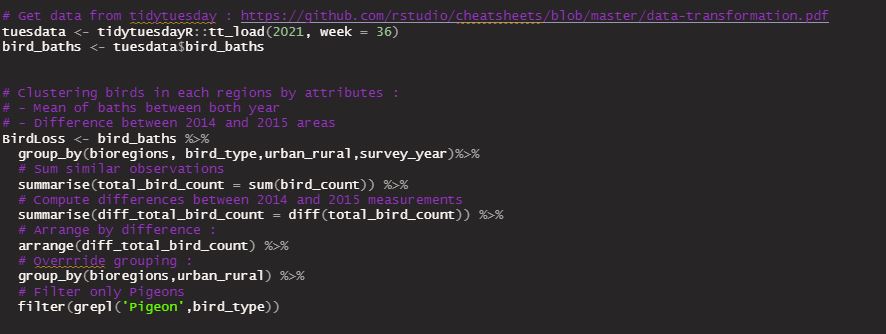 # Get data from tidytuesday : https://github.com/rstudio/cheatsheets/blob/master/data-transformation.pdf
tuesdata <- tidytuesdayR::tt_load(2021, week = 36)
bird_baths <- tuesdata$bird_baths
# Clustering birds in each regions by attributes :
# - Mean of baths between both year
# - Difference between 2014 and 2015 areas
BirdLoss <- bird_baths %>%
group_by(bioregions, bird_type,urban_rural,survey_year)%>%
# Sum similar observations
summarise(total_bird_count = sum(bird_count)) %>%
# Compute differences between 2014 and 2015 measurements
summarise(diff_total_bird_count = diff(total_bird_count)) %>%
# Arrange by difference :
arrange(diff_total_bird_count) %>%
# Overrride grouping :
group_by(bioregions,urban_rural) %>%
# Filter only Pigeons
filter(grepl('Pigeon',bird_type))